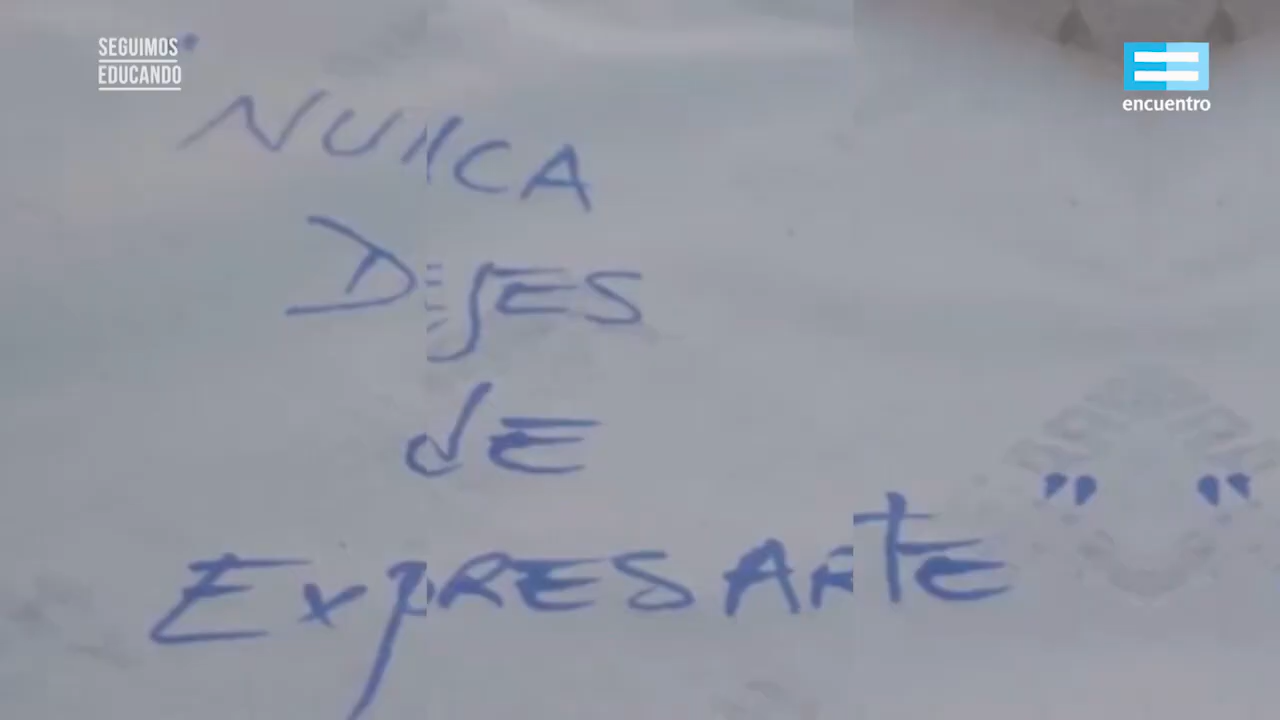 SEGUIMOS
EDUCANDO
encuentro
NUNCA
DEJES
dE
ExpRESARtE"
"